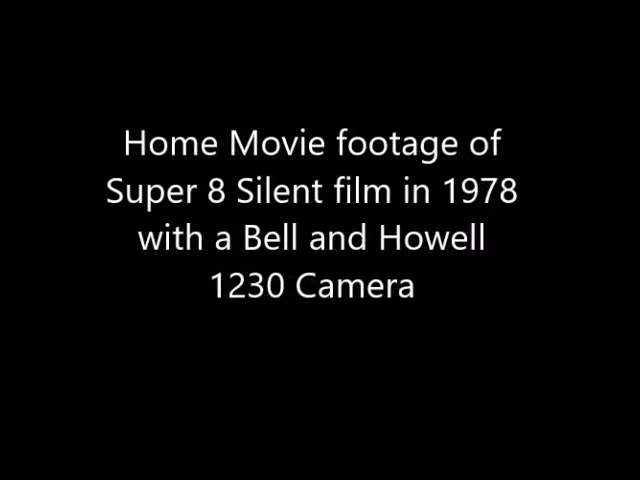 Home Movie footage of
Super 8 Silent film in 1978
with a Bell and Howell
1230 Camera